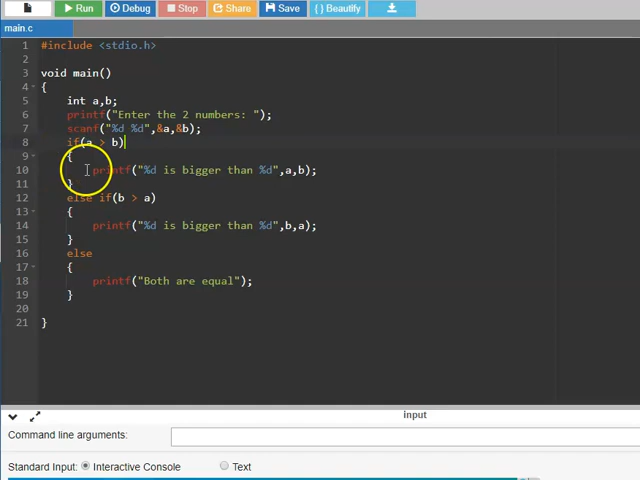 Run Debug Stop Share Save { } Beautify
main.c
1 #include <stdio.h>
2
3 void main()
4 {
5 int a,b;
6 printf("Enter the 2 numbers: ");
7 scanf("%d %d",&a,&b);
8 if(a > b)
9 {
10 printf("%d is bigger than %d",a,b);
11 }
12 else if(b > a)
13 {
14 printf("%d is bigger than %d",b,a);
15 }
16 else
17 {
18 printf("Both are equal");
19 }
20
21 }
input
Command line arguments:
Standard Input: Interactive Console Text